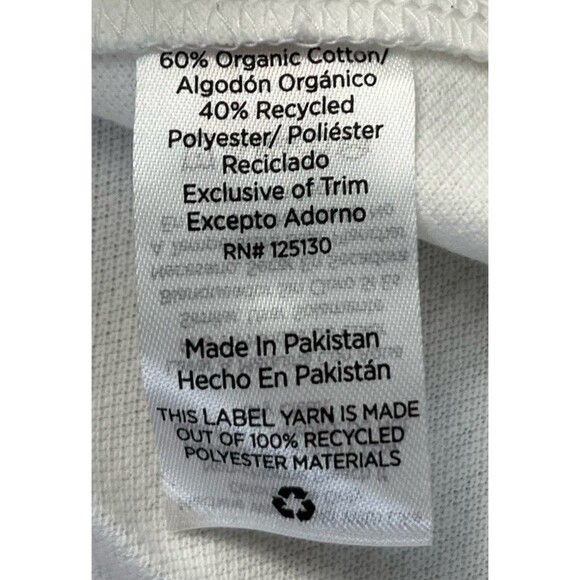 60% Organic Cotton/
Algodón Orgánico
40% Recycled
Polyester/ Poliéster
Reciclado
Exclusive of Trim
Excepto Adorno
RN# 125130
Made In Pakistan
Hecho En Pakistán
THIS LABEL YARN IS MADE
OUT OF 100% RECYCLED
POLYESTER MATERIALS